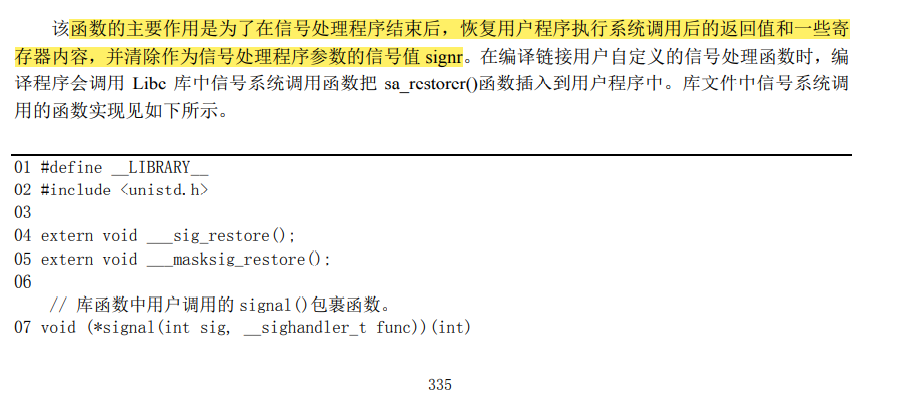 该函数的主要作用是为了在信号处理程序结束后，恢复用户程序执行系统调用后的返回值和一些寄
存器内容，并清除作为信号处理程序参数的信号值 signr。在编译链接用户自定义的信号处理函数时，编
译程序会调用 Libc 库中信号系统调用函数把 sa_restorer()函数插入到用户程序中。库文件中信号系统调
用的函数实现见如下所示。
01 #define __LIBRARY__
02 #include <unistd.h>
03
04 extern void ___sig_restore();
05 extern void ___masksig_restore();
06
// 库函数中用户调用的 signal()包裹函数。
07 void (*signal(int sig, __sighandler_t func))(int)
335